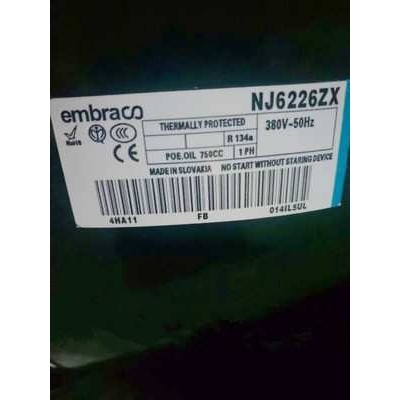 embraco
NJ6226ZX
RoHS
THERMALLY PROTECTED
380V-50Hz
R 134a
POE.OIL 750CC
1 PH
MADE IN SLOVAKIA
NO START WITHOUT STARING DEVICE
4HA11
FB
014IL5UL